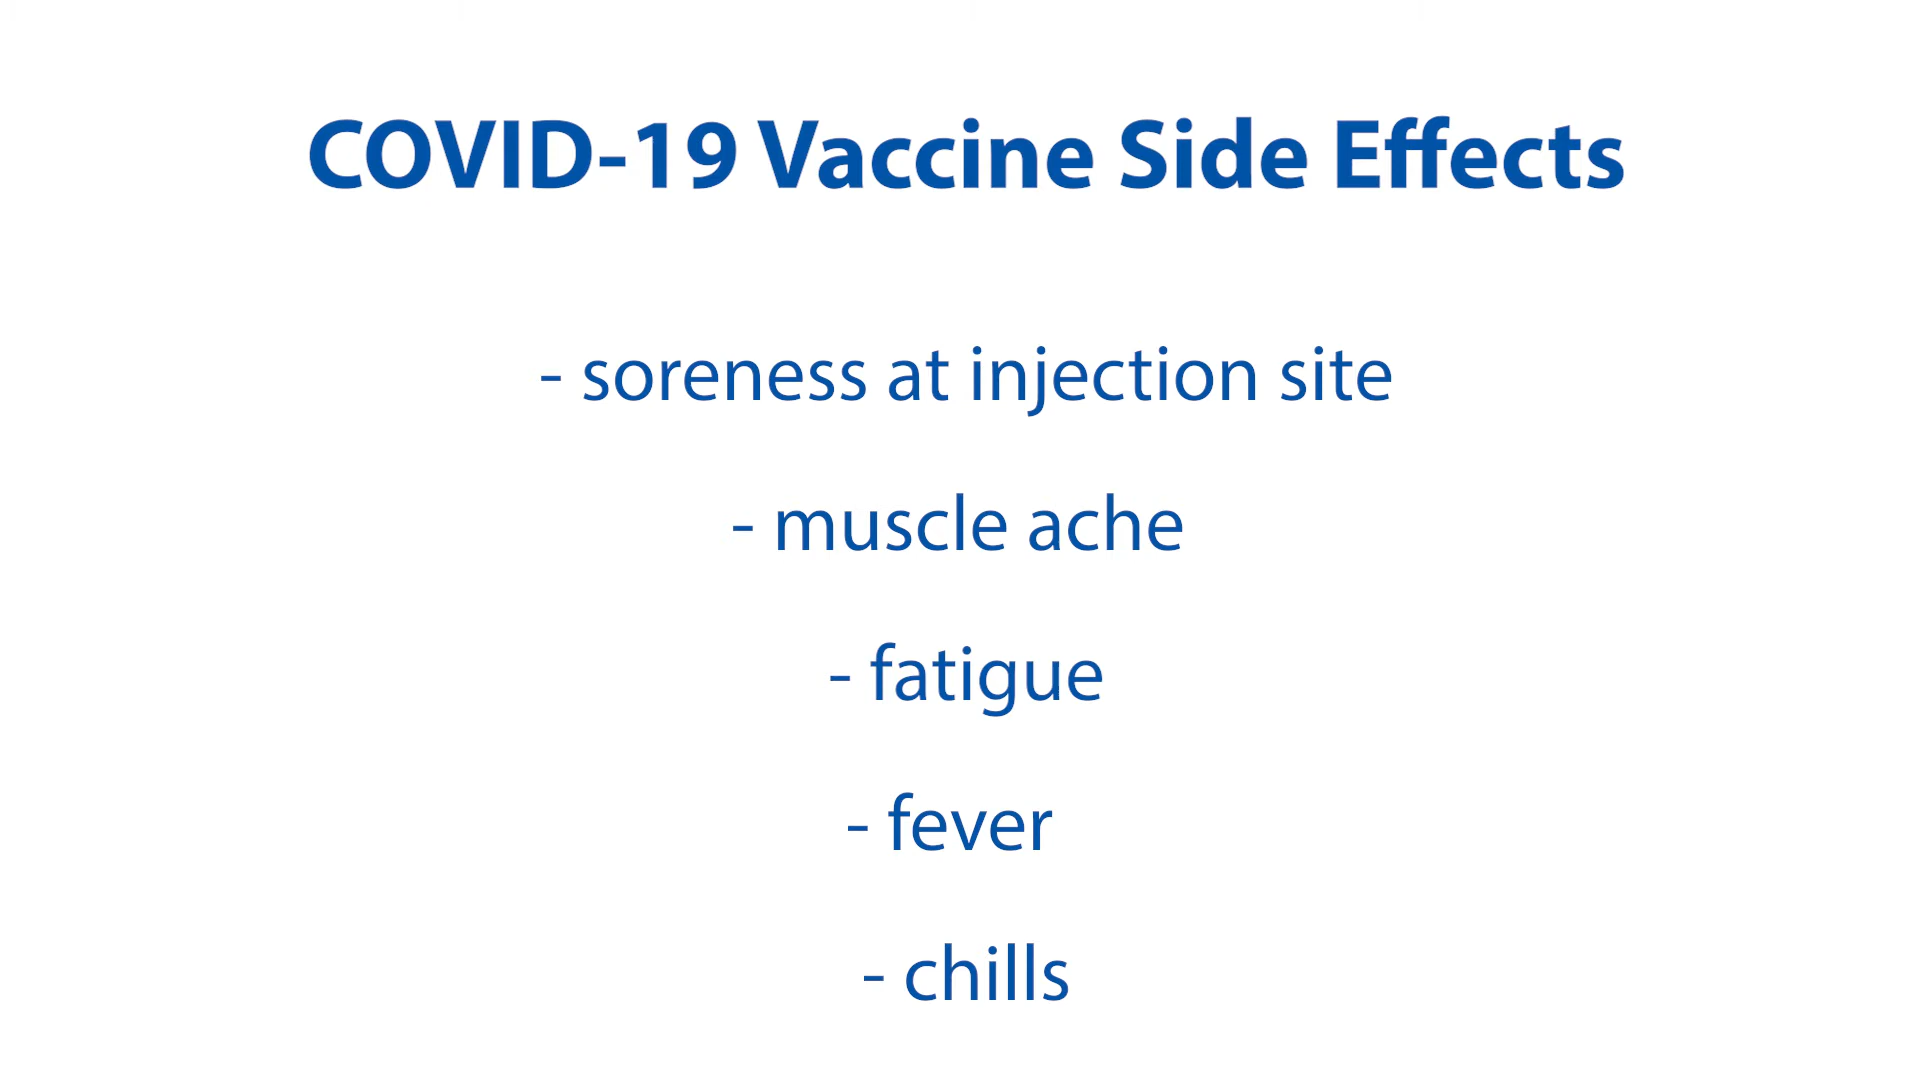 COVID-19 Vaccine Side Effects
- soreness at injection site
- muscle ache
- fatigue
- fever
- chills